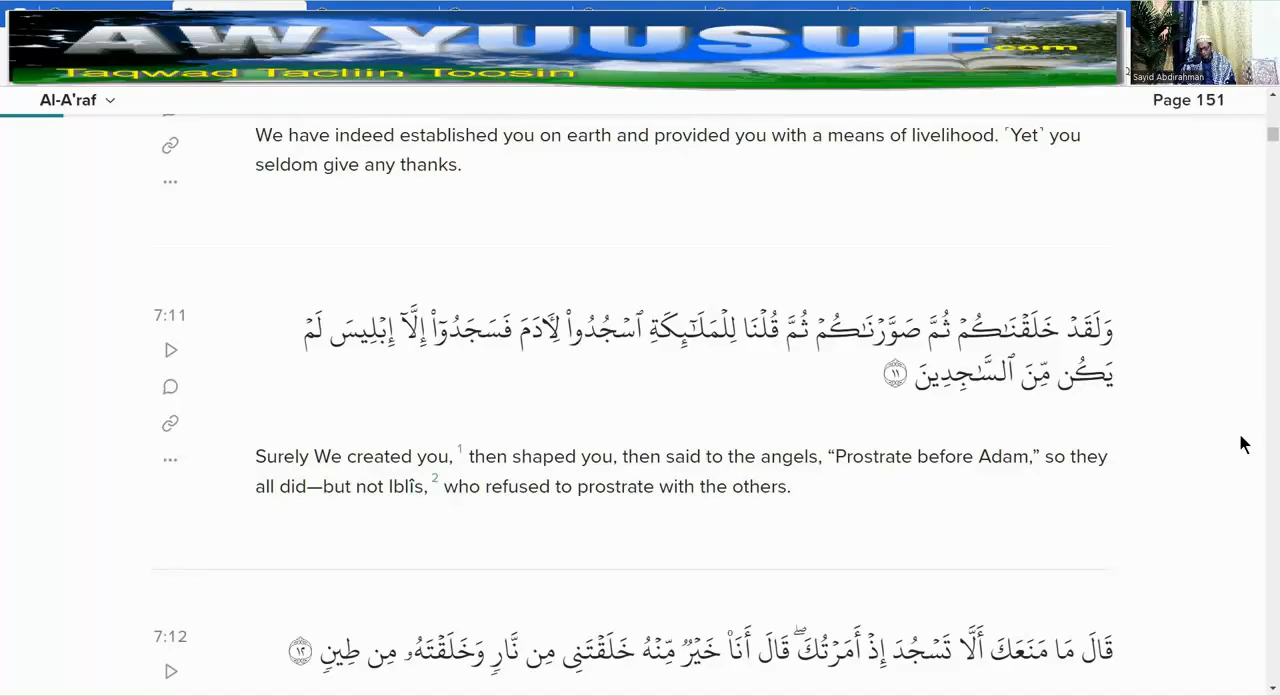 AW YUUSUF.com
Taqwad Tacliin Toosin
Sayid Abdirahman
Al-A'raf
Page 151
We have indeed established you on earth and provided you with a means of livelihood. ˹Yet˺ you
seldom give any thanks.
7:11
وَلَقَدْ خَلَقْنَـٰكُمْ ثُمَّ صَوَّرْنَـٰكُمْ ثُمَّ قُلْنَا لِلْمَلَـٰٓئِكَةِ ٱسْجُدُوا۟ لِـَٔادَمَ فَسَجَدُوٓا۟ إِلَّآ إِبْلِيسَ لَمْ
يَكُن مِّنَ ٱلسَّـٰجِدِينَ ١١
Surely We created you,1 then shaped you, then said to the angels, “Prostrate before Adam,” so they
all did—but not Iblîs,2 who refused to prostrate with the others.
7:12
قَالَ مَا مَنَعَكَ أَلَّا تَسْجُدَ إِذْ أَمَرْتُكَ ۖ قَالَ أَنَا۠ خَيْرٌ مِّنْهُ خَلَقْتَنِى مِن نَّارٍ وَخَلَقْتَهُۥ مِن طِينٍ ١٢